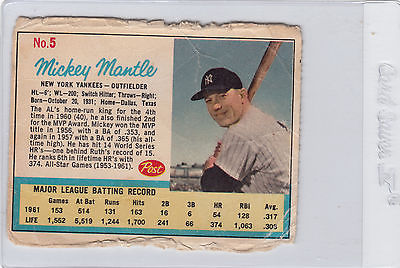 No.5
Mickey Mantle
NEW YORK YANKEES—OUTFIELDER
Ht.-6'; WL-200; Switch Hitter; Throws-Right;
Born-October 20, 1931; Home-Dallas, Texas
The AL's home-run king for the
4th time in 1960 (40), he also finished 2nd
for the MVP Award. Mickey won the MVP
title in 1956, with a BA of .353, and
again in 1957 with a BA of .365 (his all-
time high). He has hit 14 World Series
HR's—one behind Ruth's record of 15.
He ranks 6th in lifetime HR's with
374. All-Star Games (1953-1961).
Post
MAJOR LEAGUE BATTING RECORD
Games At Bat Runs Hits 2B 3B HR RBI Avg.
1961 153 514 131 163 16 6 54 128 .317
LIFE 1,552 5,519 1,244 1,700 241 66 374 1,063 .308